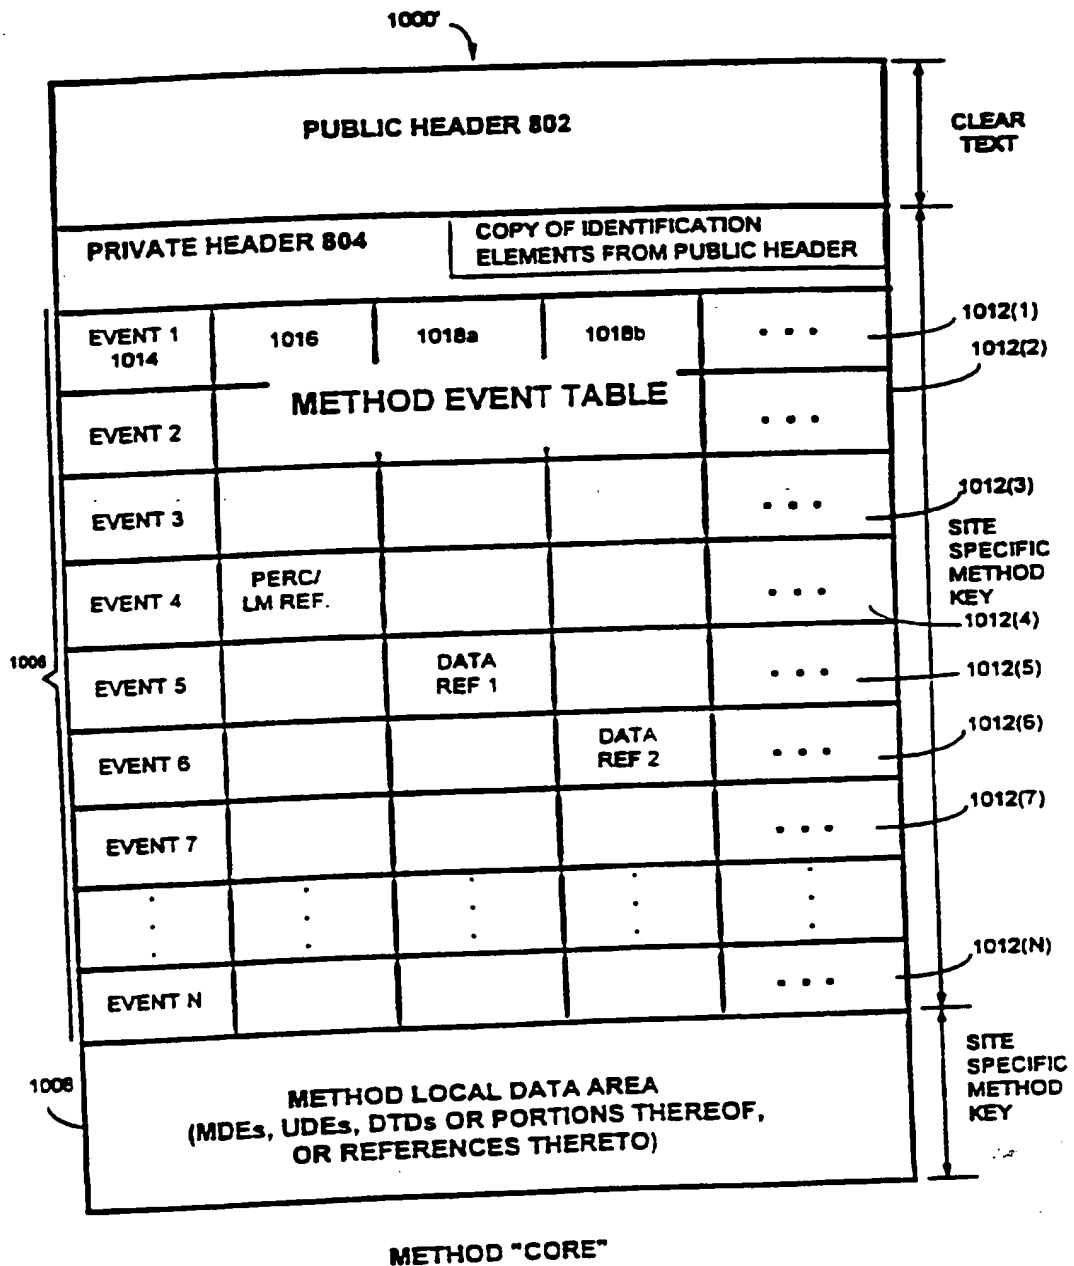 1000'
PUBLIC HEADER 802
CLEAR
TEXT
PRIVATE HEADER 804
COPY OF IDENTIFICATION
ELEMENTS FROM PUBLIC HEADER
EVENT 1
1014
1016
1018a
1018b
• • •
1012(1)
1012(2)
METHOD EVENT TABLE
EVENT 2
• • •
EVENT 3
• • •
1012(3)
SITE
SPECIFIC
METHOD
KEY
EVENT 4
PERC/
LM REF.
• • •
1012(4)
1006
EVENT 5
DATA
REF 1
• • •
1012(5)
EVENT 6
DATA
REF 2
• • •
1012(6)
EVENT 7
• • •
1012(7)
EVENT N
• • •
1012(N)
SITE
SPECIFIC
METHOD
KEY
1008
METHOD LOCAL DATA AREA
(MDEs, UDEs, DTDs OR PORTIONS THEREOF,
OR REFERENCES THERETO)
METHOD "CORE"